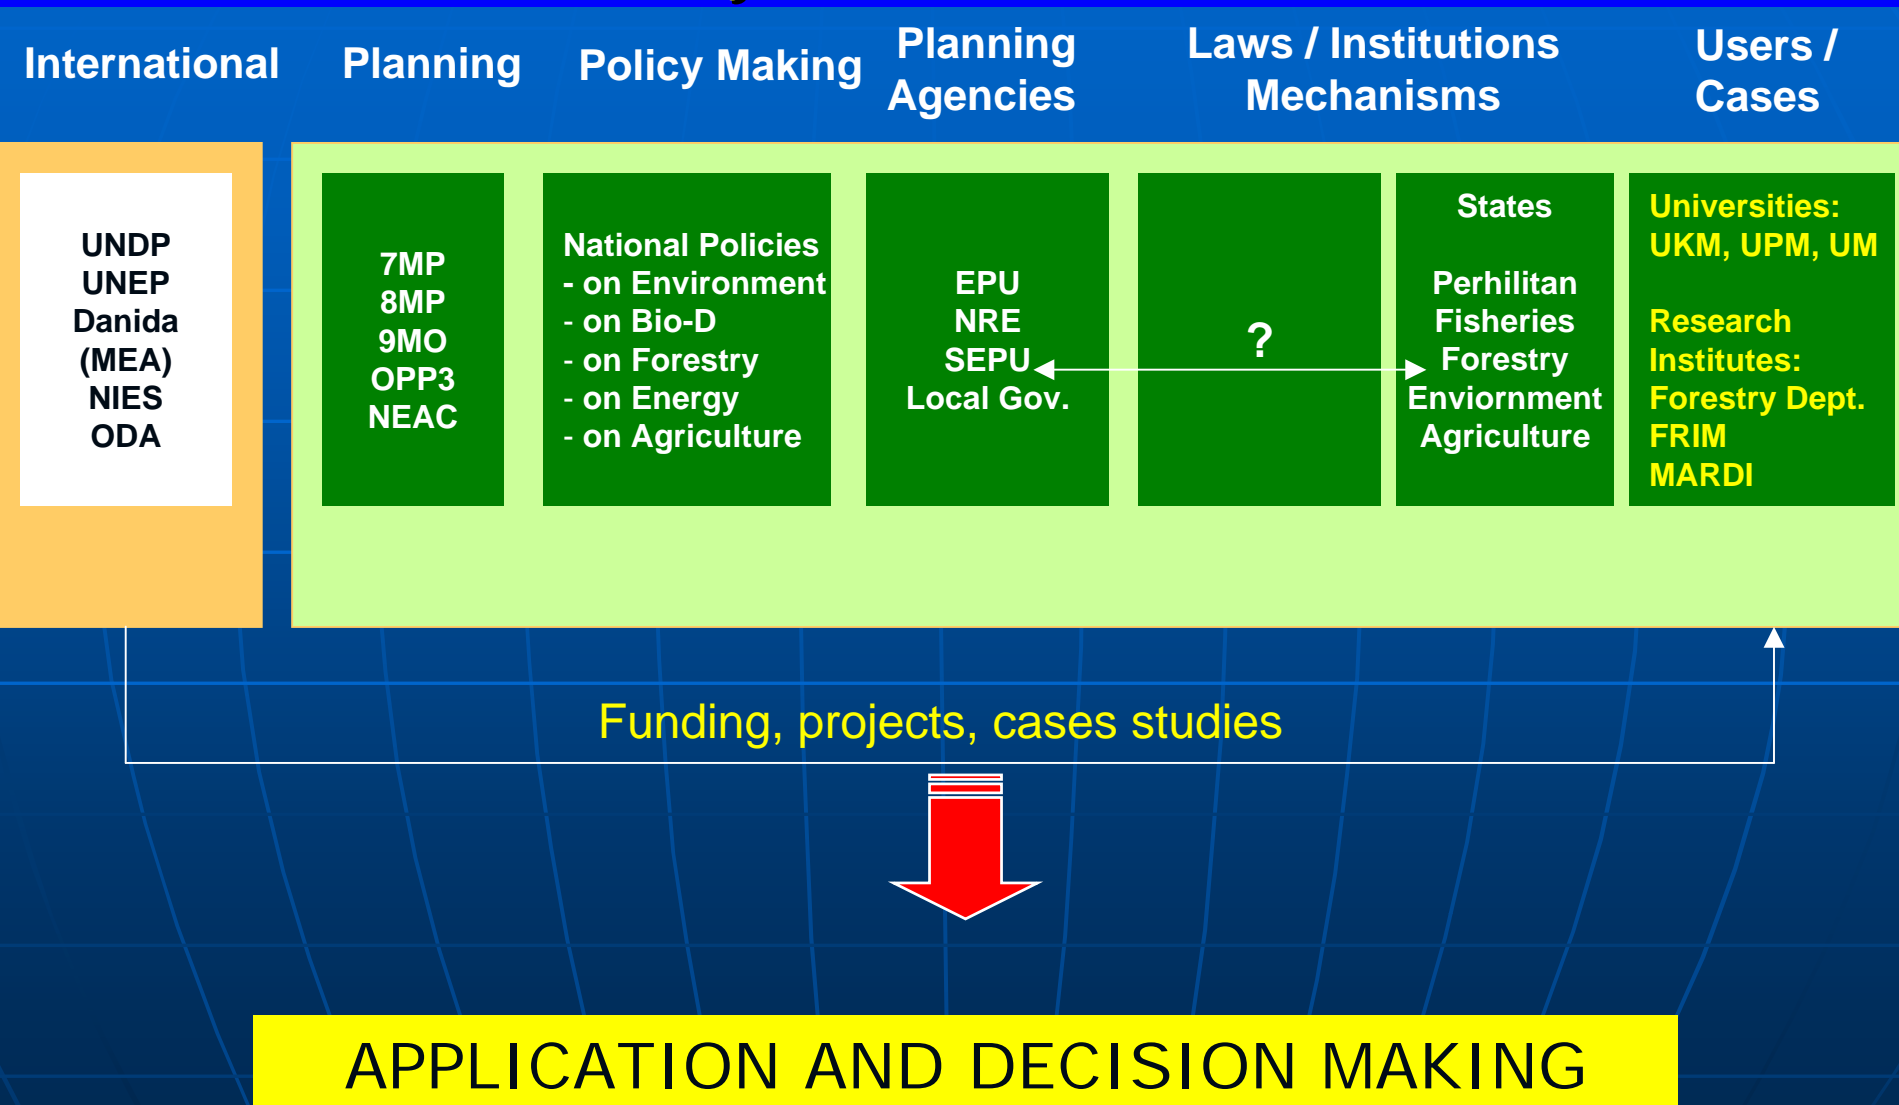 International
Planning
Policy Making
Planning
Agencies
Laws / Institutions
Mechanisms
Users /
Cases
UNDP
UNEP
Danida
(MEA)
NIES
ODA
7MP
8MP
9MO
OPP3
NEAC
National Policies
- on Environment
- on Bio-D
- on Forestry
- on Energy
- on Agriculture
EPU
NRE
SEPU
Local Gov.
?
States
Perhilitan
Fisheries
Forestry
Enviornment
Agriculture
Universities:
UKM, UPM, UM
Research
Institutes:
Forestry Dept.
FRIM
MARDI
Funding, projects, cases studies
APPLICATION AND DECISION MAKING